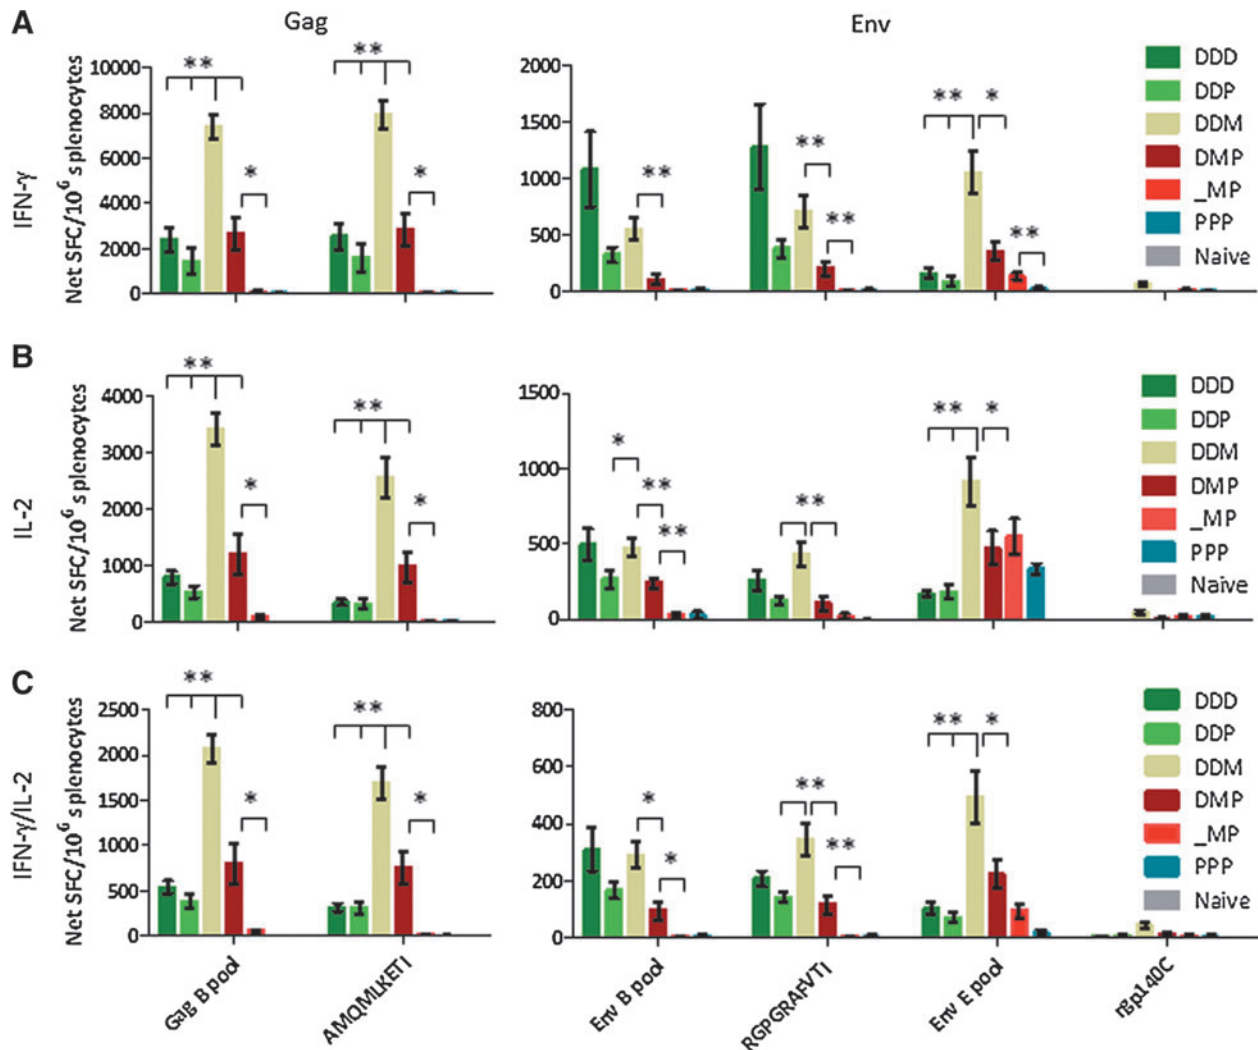 A
Gag
Env
IFN-γ
Net SFC/10⁶ splenocytes
10000
8000
6000
4000
2000
0
** ** * *
2000
1500
1000
500
0
** ** ** ** * **
DDD
DDP
DDM
DMP
_MP
PPP
Naive
B
IL-2
Net SFC/10⁶ splenocytes
4000
3000
2000
1000
0
** ** * *
1500
1000
500
0
* ** ** ** ** *
DDD
DDP
DDM
DMP
_MP
PPP
Naive
C
IFN-γ/IL-2
Net SFC/10⁶ splenocytes
2500
2000
1500
1000
500
0
** ** * *
800
600
400
200
0
* * ** ** ** *
DDD
DDP
DDM
DMP
_MP
PPP
Naive
Gag B pool
AMQMLKETI
Env B pool
RGPGRAFVTI
Env E pool
rgp140C